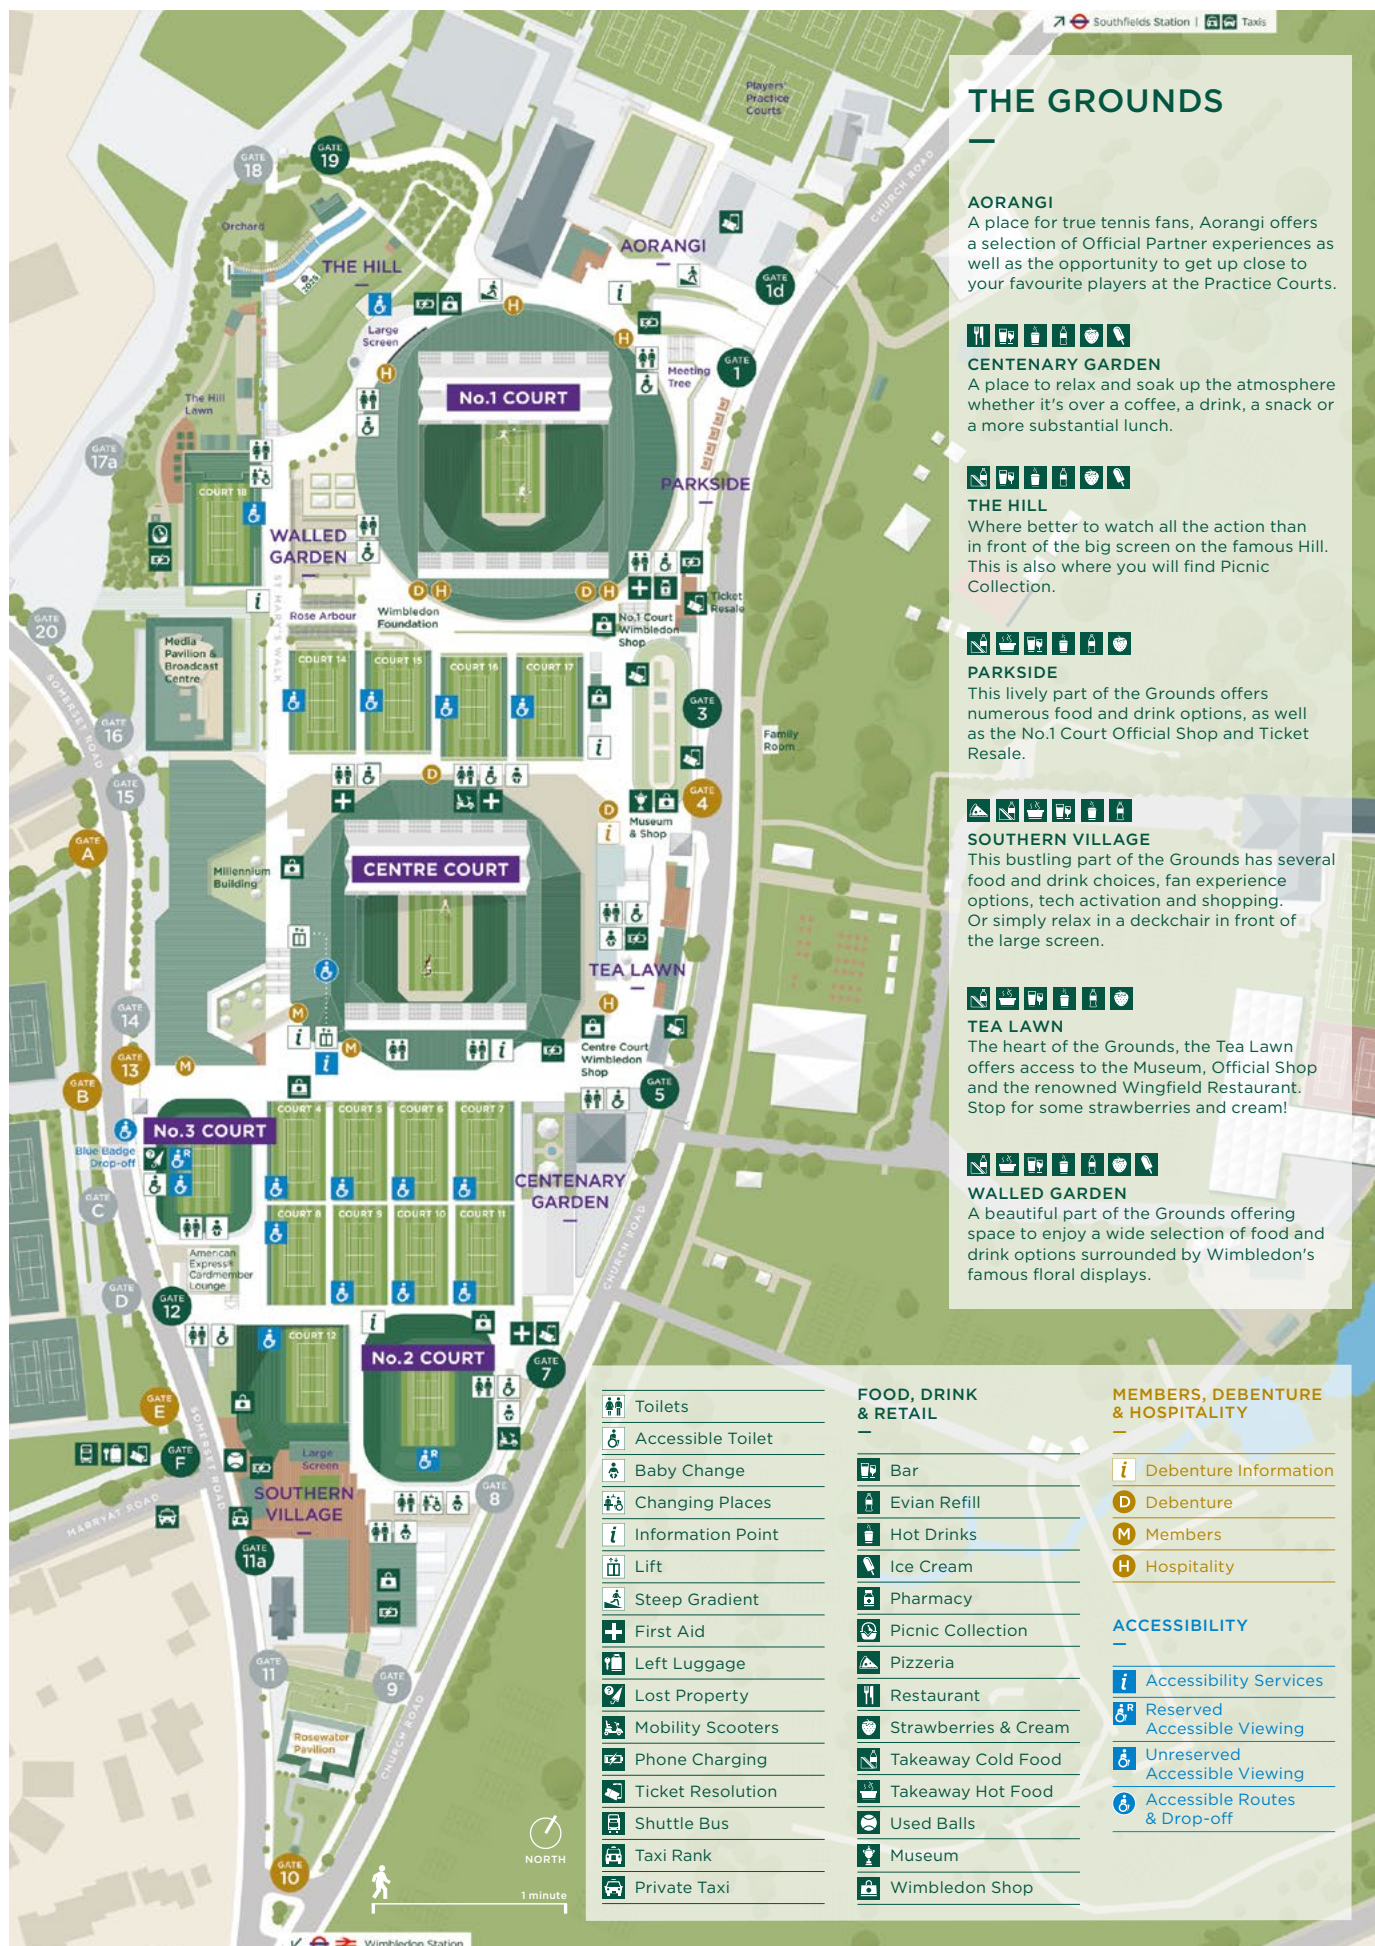 Southfields Station | Taxis
THE GROUNDS
AORANGI
A place for true tennis fans, Aorangi offers
a selection of Official Partner experiences as
well as the opportunity to get up close to
your favourite players at the Practice Courts.
CENTENARY GARDEN
A place to relax and soak up the atmosphere
whether it's over a coffee, a drink, a snack or
a more substantial lunch.
THE HILL
Where better to watch all the action than
in front of the big screen on the famous Hill.
This is also where you will find Picnic
Collection.
PARKSIDE
This lively part of the Grounds offers
numerous food and drink options, as well
as the No.1 Court Official Shop and Ticket
Resale.
SOUTHERN VILLAGE
This bustling part of the Grounds has several
food and drink choices, fan experience
options, tech activation and shopping.
Or simply relax in a deckchair in front of
the large screen.
TEA LAWN
The heart of the Grounds, the Tea Lawn
offers access to the Museum, Official Shop
and the renowned Wingfield Restaurant.
Stop for some strawberries and cream!
WALLED GARDEN
A beautiful part of the Grounds offering
space to enjoy a wide selection of food and
drink options surrounded by Wimbledon's
famous floral displays.
Players'
Practice
Courts
GATE
18
GATE
19
CHURCH ROAD
Orchard
AORANGI
THE HILL
2025
GATE
1d
Large
Screen
H
H
H
Meeting
Tree
GATE
1
No.1 COURT
The Hill
Lawn
GATE
17a
COURT 18
PARKSIDE
WALLED
GARDEN
ST MARY'S WALK
D H
D H
Ticket
Resale
Rose Arbour
Wimbledon
Foundation
No.1 Court
Wimbledon
Shop
GATE
20
SOMERSET ROAD
Media
Pavilion &
Broadcast
Centre
COURT 14
COURT 15
COURT 16
COURT 17
GATE
3
Family
Room
GATE
16
GATE
15
D
D
GATE
4
Museum
& Shop
GATE
A
CENTRE COURT
Millennium
Building
TEA LAWN
H
M
M
M
GATE
14
GATE
13
GATE
B
Centre Court
Wimbledon
Shop
GATE
5
Blue Badge
Drop-off
No.3 COURT
COURT 4
COURT 5
COURT 6
COURT 7
GATE
C
CENTENARY
GARDEN
COURT 8
COURT 9
COURT 10
COURT 11
CHURCH ROAD
American
Express®
Cardmember
Lounge
GATE
D
GATE
12
COURT 12
No.2 COURT
GATE
7
GATE
E
GATE
F
SOMERSET ROAD
MARRYAT ROAD
Large
Screen
SOUTHERN
VILLAGE
GATE
8
GATE
11a
GATE
11
GATE
9
CHURCH ROAD
Rosewater
Pavilion
GATE
10
NORTH
1 minute
Wimbledon Station
Toilets
Accessible Toilet
Baby Change
Changing Places
Information Point
Lift
Steep Gradient
First Aid
Left Luggage
Lost Property
Mobility Scooters
Phone Charging
Ticket Resolution
Shuttle Bus
Taxi Rank
Private Taxi
FOOD, DRINK
& RETAIL
Bar
Evian Refill
Hot Drinks
Ice Cream
Pharmacy
Picnic Collection
Pizzeria
Restaurant
Strawberries & Cream
Takeaway Cold Food
Takeaway Hot Food
Used Balls
Museum
Wimbledon Shop
MEMBERS, DEBENTURE
& HOSPITALITY
i Debenture Information
D Debenture
M Members
H Hospitality
ACCESSIBILITY
i Accessibility Services
R Reserved
Accessible Viewing
Unreserved
Accessible Viewing
Accessible Routes
& Drop-off